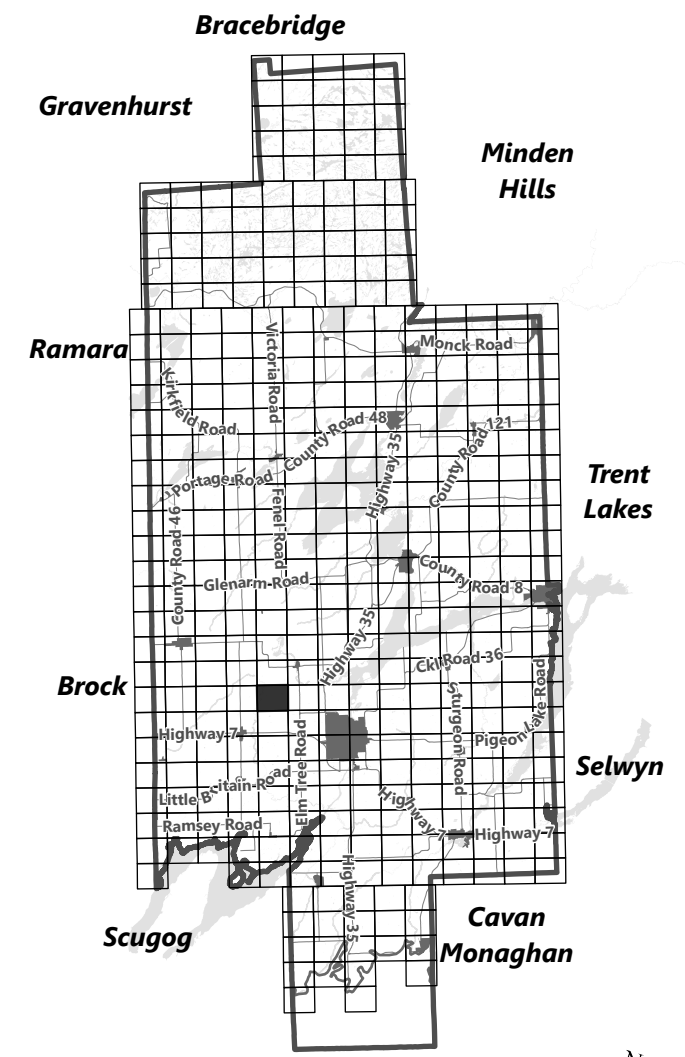 Bracebridge
Gravenhurst
Minden
Hills
Ramara
Victoria Road
Monck Road
Kirkfield Road
County Road 48
Highway 35
County Road 121
Portage Road
Trent
Lakes
Fenel Road
County Road 46
Glenarm Road
County Road 8
Highway 35
Ckl Road 36
Brock
Sturgeon Road
Pigeon Lake Road
Highway 7
Elm Tree Road
Selwyn
Little Britain Road
Highway 7
Ramsey Road
Highway 7
Highway 35
Scugog
Cavan
Monaghan
N